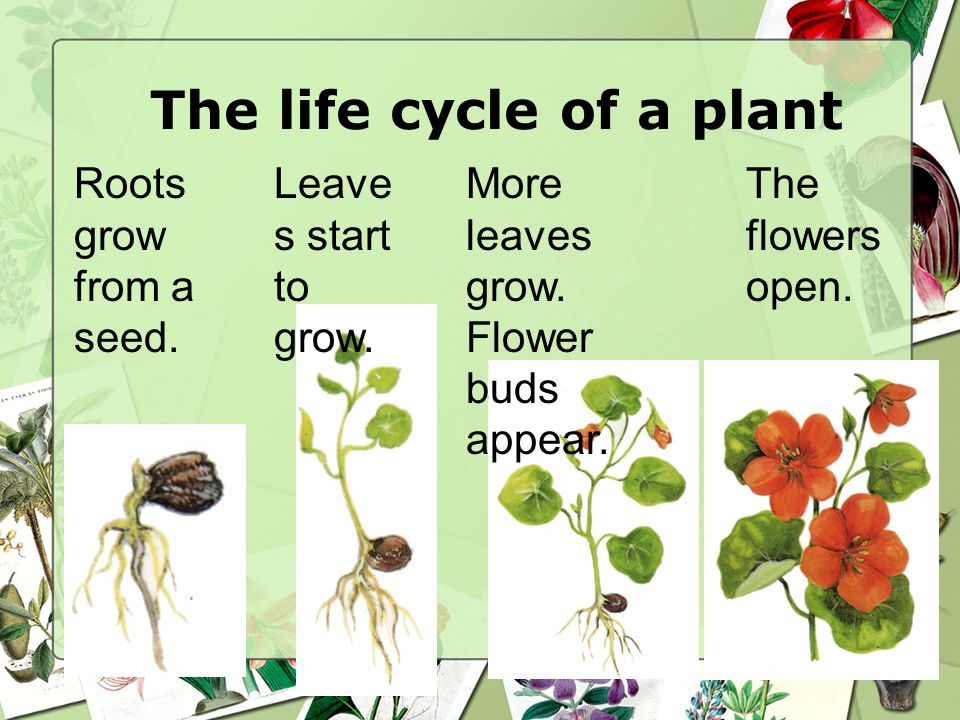 The life cycle of a plant
Roots
grow
from a
seed.
Leave
s start
to
grow.
More
leaves
grow.
Flower
buds
appear.
The
flowers
open.